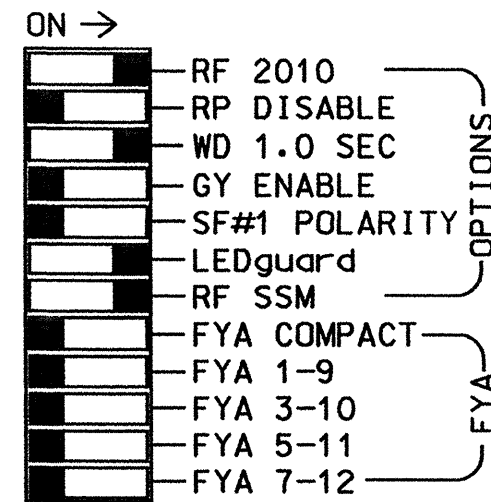 ON →
RF 2010
RP DISABLE
WD 1.0 SEC
GY ENABLE
SF#1 POLARITY
LEDguard
RF SSM
FYA COMPACT
FYA 1-9
FYA 3-10
FYA 5-11
FYA 7-12
OPTIONS
FYA